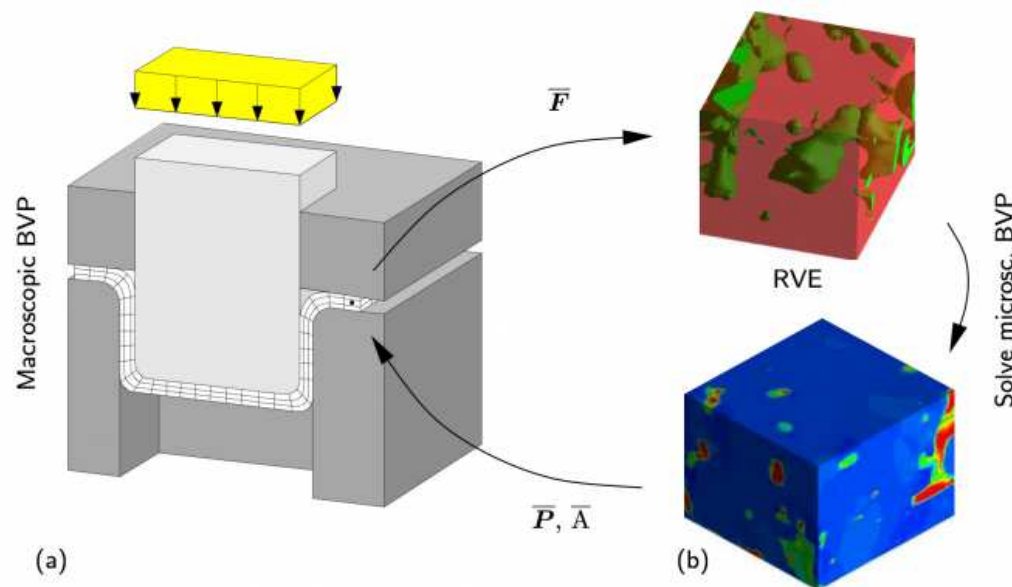 F̅
Macroscopic BVP
RVE
Solve microsc. BVP
P̅, A̅
(a)
(b)